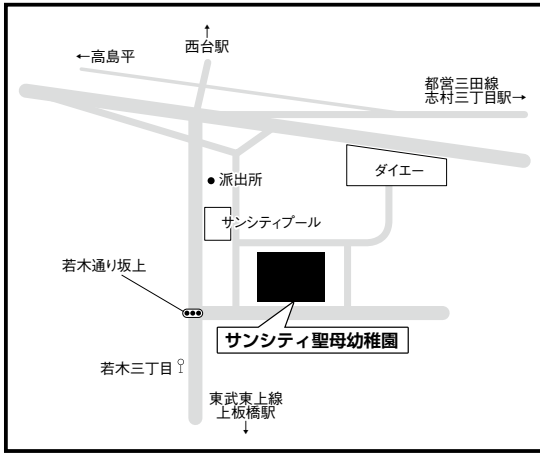 ↑
西台駅
←高島平
都営三田線
志村三丁目駅→
ダイエー
派出所
サンシティプール
若木通り坂上
サンシティ聖母幼稚園
若木三丁目
東武東上線
上板橋駅
↓